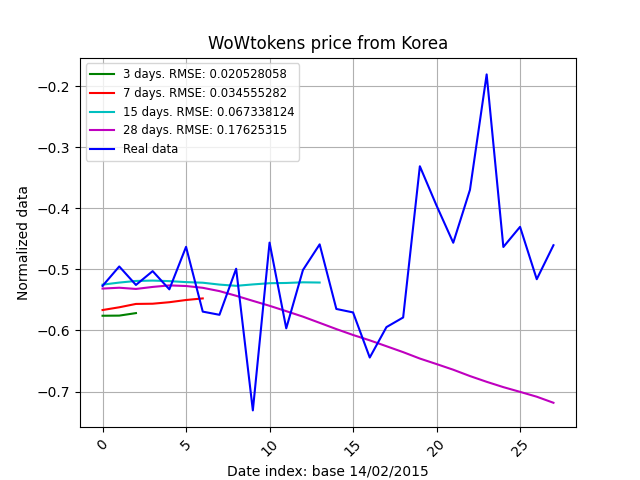 WoWtokens price from Korea
3 days. RMSE: 0.020528058
7 days. RMSE: 0.034555282
15 days. RMSE: 0.067338124
28 days. RMSE: 0.17625315
Real data
Normalized data
−0.2
−0.3
−0.4
−0.5
−0.6
−0.7
0
5
10
15
20
25
Date index: base 14/02/2015